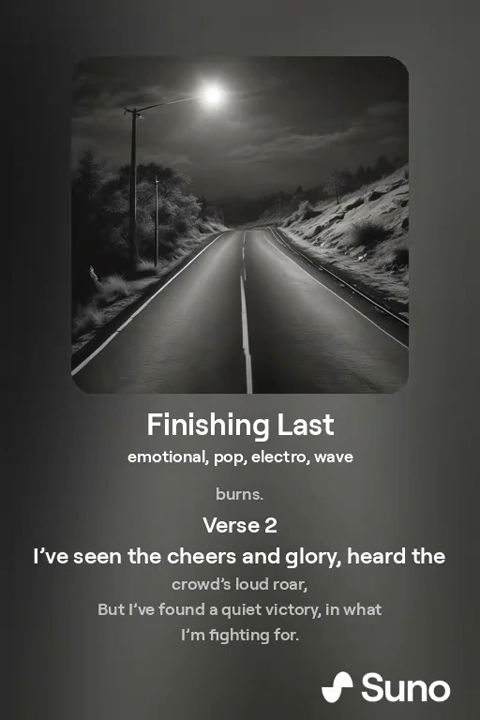 Finishing Last
emotional, pop, electro, wave
burns.
Verse 2
I’ve seen the cheers and glory, heard the
crowd’s loud roar,
But I’ve found a quiet victory, in what
I’m fighting for.
Suno